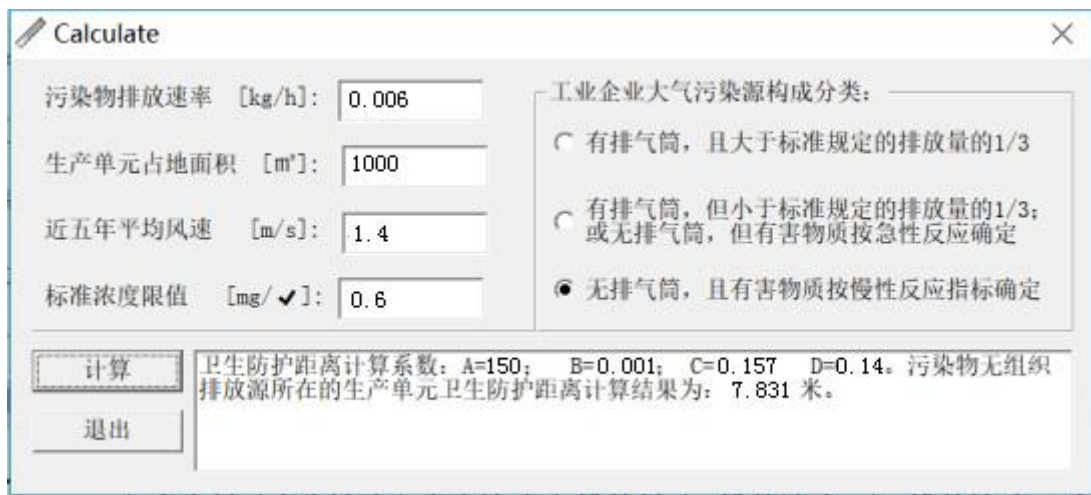 Calculate
污染物排放速率 [kg/h]: 0.006
生产单元占地面积 [㎡]: 1000
近五年平均风速 [m/s]: 1.4
标准浓度限值 [mg/✔]: 0.6
工业企业大气污染源构成分类:
有排气筒，且大于标准规定的排放量的1/3
有排气筒，但小于标准规定的排放量的1/3;
或无排气筒，但有害物质按急性反应确定
无排气筒，且有害物质按慢性反应指标确定
计算
退出
卫生防护距离计算系数: A=150; B=0.001; C=0.157 D=0.14。污染物无组织
排放源所在的生产单元卫生防护距离计算结果为: 7.831 米。